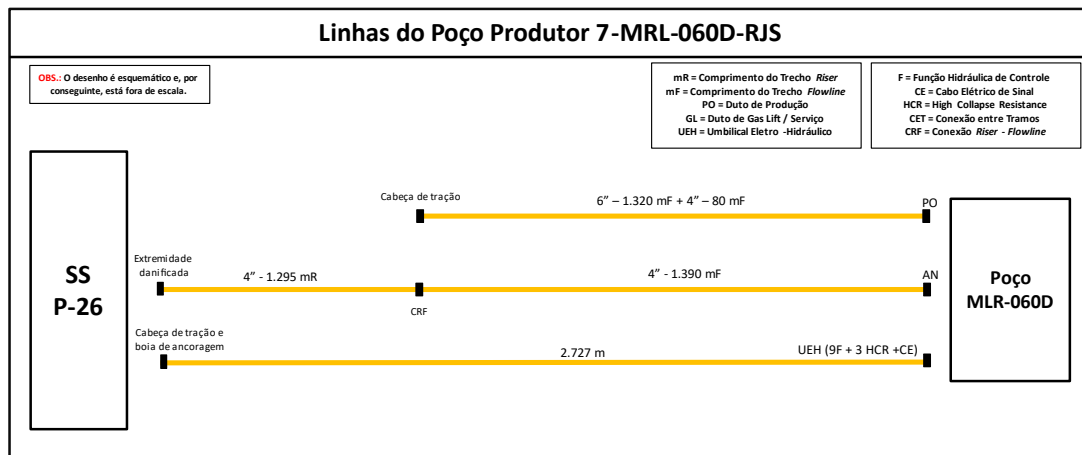 Linhas do Poço Produtor 7-MRL-060D-RJS
OBS.: O desenho é esquemático e, por
conseguinte, está fora de escala.
mR = Comprimento do Trecho Riser
mF = Comprimento do Trecho Flowline
PO = Duto de Produção
GL = Duto de Gas Lift / Serviço
UEH = Umbilical Eletro -Hidráulico
F = Função Hidráulica de Controle
CE = Cabo Elétrico de Sinal
HCR = High Collapse Resistance
CET = Conexão entre Tramos
CRF = Conexão Riser - Flowline
SS
P-26
Cabeça de tração
6” – 1.320 mF + 4” – 80 mF
PO
Extremidade
danificada
4” - 1.295 mR
CRF
4” - 1.390 mF
AN
Cabeça de tração e
boia de ancoragem
2.727 m
UEH (9F + 3 HCR +CE)
Poço
MLR-060D